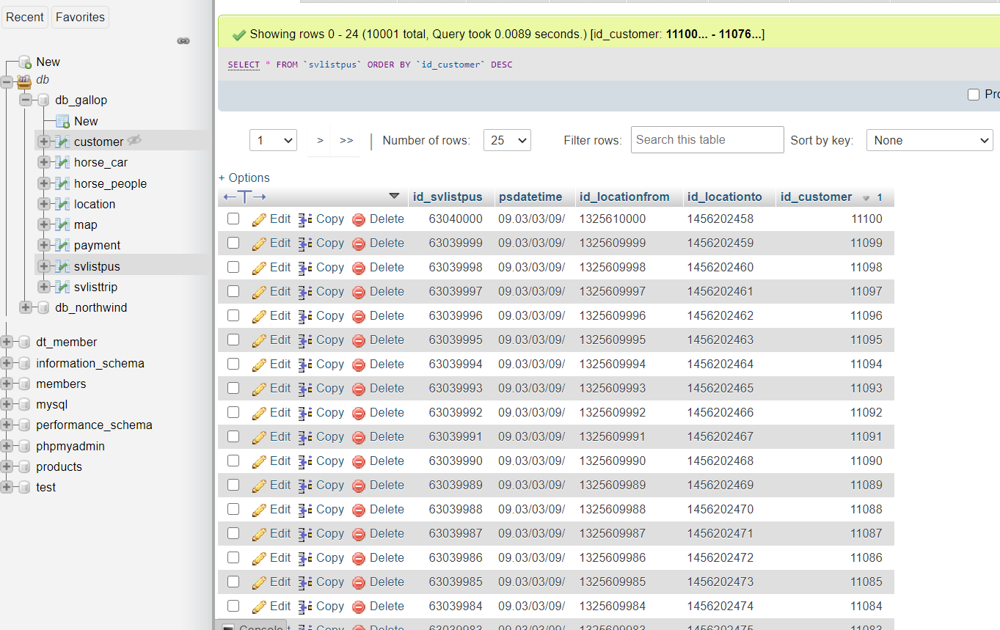 Recent Favorites
New
db
db_gallop
New
customer
horse_car
horse_people
location
map
payment
svlistpus
svlisttrip
db_northwind
dt_member
information_schema
members
mysql
performance_schema
phpmyadmin
products
test
Showing rows 0 - 24 (10001 total, Query took 0.0089 seconds.) [id_customer: 11100... - 11076...]
SELECT * FROM `svlistpus` ORDER BY `id_customer` DESC
1 > >> | Number of rows: 25 Filter rows: Search this table Sort by key: None
+ Options
←T→ id_svlistpus psdatetime id_locationfrom id_locationto id_customer 1
Edit Copy Delete 63040000 09.03/03/09/ 1325610000 1456202458 11100
Edit Copy Delete 63039999 09.03/03/09/ 1325609999 1456202459 11099
Edit Copy Delete 63039998 09.03/03/09/ 1325609998 1456202460 11098
Edit Copy Delete 63039997 09.03/03/09/ 1325609997 1456202461 11097
Edit Copy Delete 63039996 09.03/03/09/ 1325609996 1456202462 11096
Edit Copy Delete 63039995 09.03/03/09/ 1325609995 1456202463 11095
Edit Copy Delete 63039994 09.03/03/09/ 1325609994 1456202464 11094
Edit Copy Delete 63039993 09.03/03/09/ 1325609993 1456202465 11093
Edit Copy Delete 63039992 09.03/03/09/ 1325609992 1456202466 11092
Edit Copy Delete 63039991 09.03/03/09/ 1325609991 1456202467 11091
Edit Copy Delete 63039990 09.03/03/09/ 1325609990 1456202468 11090
Edit Copy Delete 63039989 09.03/03/09/ 1325609989 1456202469 11089
Edit Copy Delete 63039988 09.03/03/09/ 1325609988 1456202470 11088
Edit Copy Delete 63039987 09.03/03/09/ 1325609987 1456202471 11087
Edit Copy Delete 63039986 09.03/03/09/ 1325609986 1456202472 11086
Edit Copy Delete 63039985 09.03/03/09/ 1325609985 1456202473 11085
Edit Copy Delete 63039984 09.03/03/09/ 1325609984 1456202474 11084
Console Copy Delete 63039983 09.03/03/09/ 1325609983 1456202475 11083